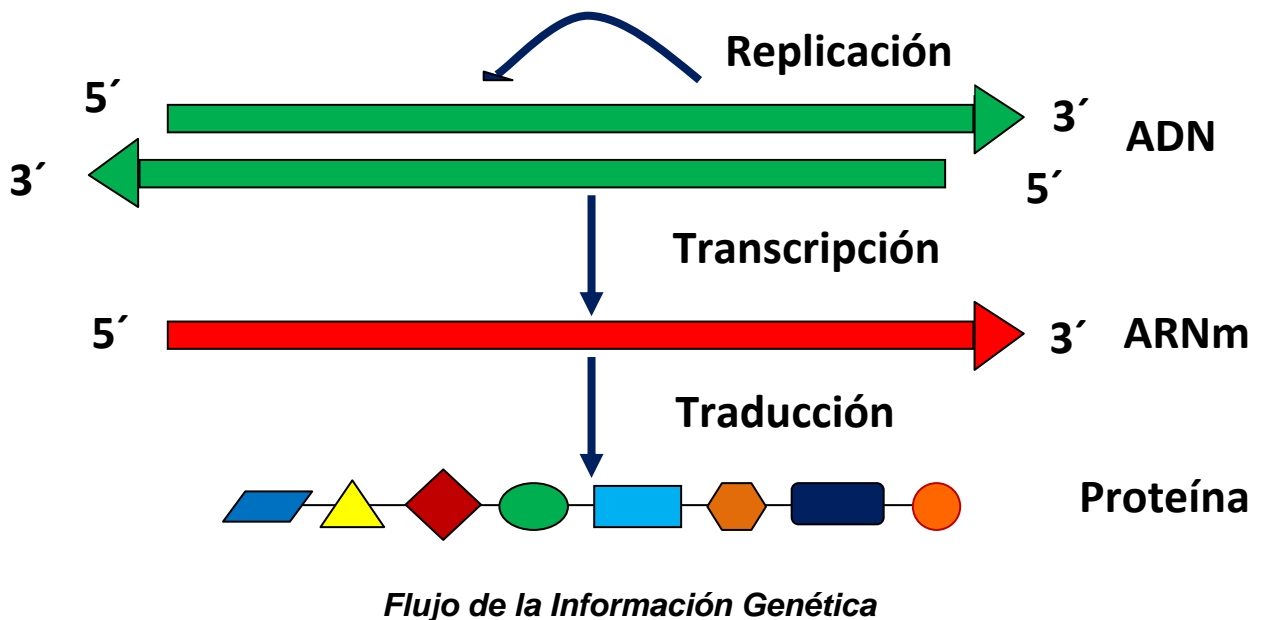 Replicación
5´
3´
ADN
3´
5´
Transcripción
5´
3´
ARNm
Traducción
Proteína
Flujo de la Información Genética